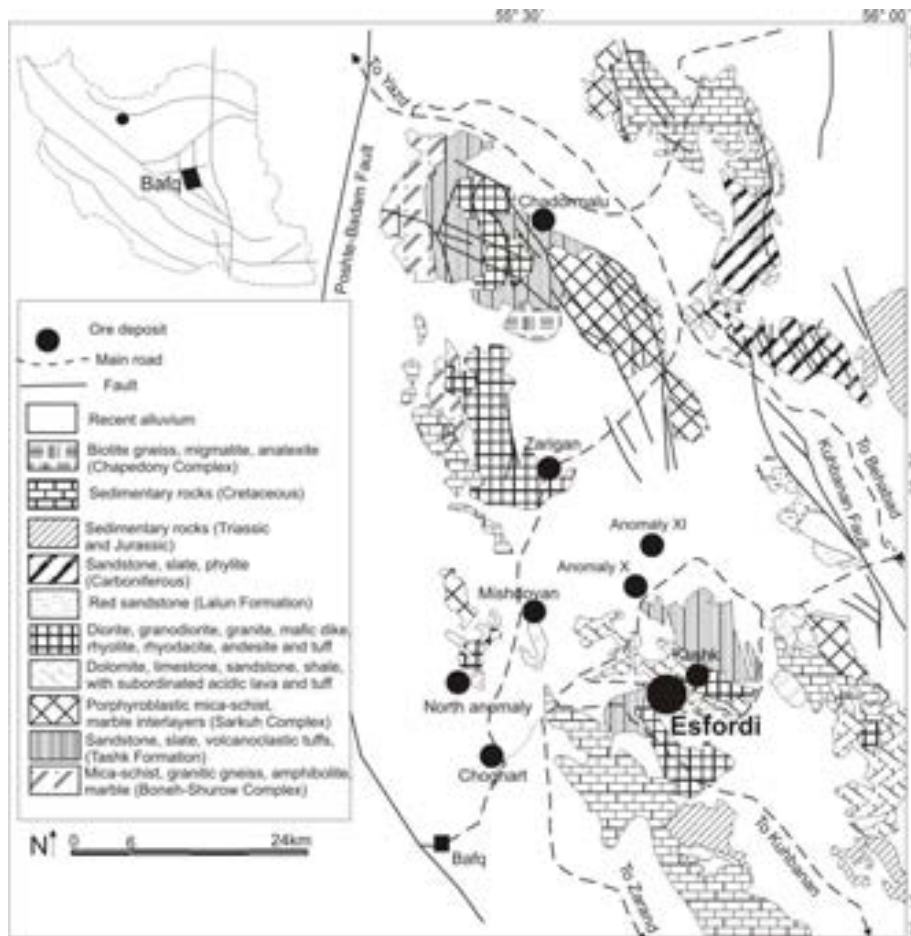 55° 30'
56° 00'
To Yazd
Poshte-Badam Fault
Bafq
Chadormalu
Ore deposit
Main road
Fault
Recent alluvium
Biotite gneiss, migmatite, anatexite
(Chapedony Complex)
Sedimentary rocks (Cretaceous)
Sedimentary rocks (Triassic
and Jurassic)
Sandstone, slate, phylite
(Carboniferous)
Red sandstone (Lalun Formation)
Diorite, granodiorite, granite, mafic dike,
rhyolite, rhyodacite, andesite and tuff
Dolomite, limestone, sandstone, shale,
with subordinated acidic lava and tuff
Porphyroblastic mica-schist,
marble interlayers (Sarkuh Complex)
Sandstone, slate, volcanoclastic tuffs,
(Tashk Formation)
Mica-schist, granitic gneiss, amphibolite,
marble (Boneh-Shurow Complex)
N
0 6 24km
Zarigan
To Behabad
Kuhbanan Fault
Anomaly XI
Anomaly X
Mishdovan
North anomaly
Esfordi
Choghart
Bafq
To Kuhbanan
To Zarand